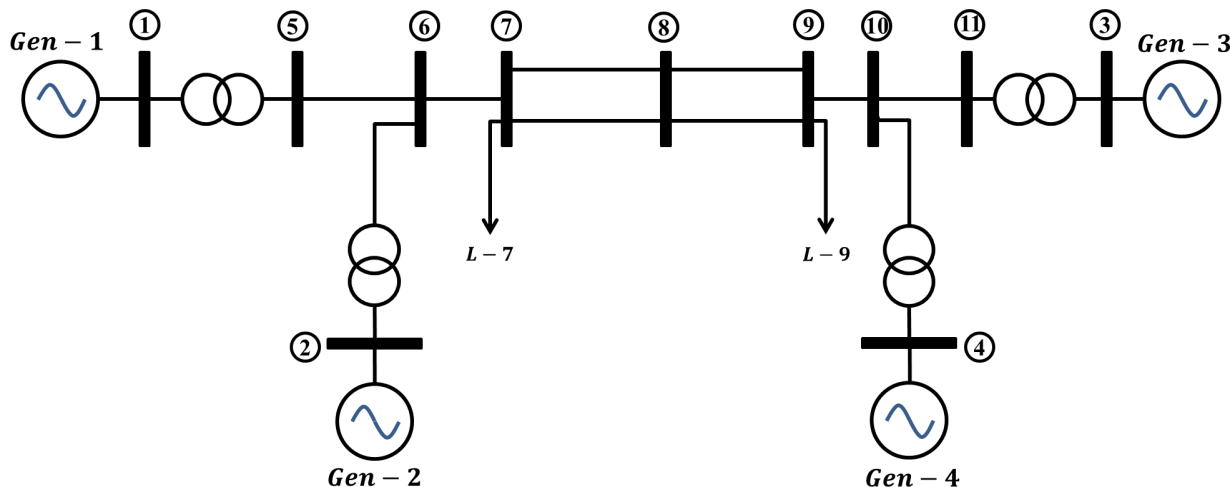 Gen − 1
①
⑤
⑥
⑦
⑧
⑨
⑩
⑪
③
Gen − 3
L − 7
L − 9
②
④
Gen − 2
Gen − 4